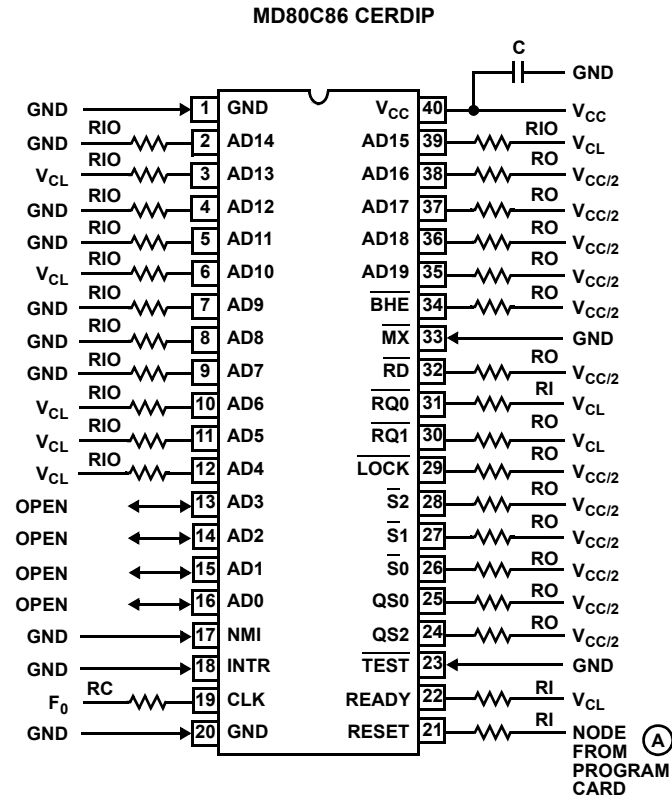 MD80C86 CERDIP
C
GND
GND 1 GND VCC 40 VCC
GND RIO 2 AD14 AD15 39 RIO VCL
VCL RIO 3 AD13 AD16 38 RO VCC/2
GND RIO 4 AD12 AD17 37 RO VCC/2
GND RIO 5 AD11 AD18 36 RO VCC/2
VCL RIO 6 AD10 AD19 35 RO VCC/2
GND RIO 7 AD9 BHE 34 RO VCC/2
GND RIO 8 AD8 MX 33 GND
GND RIO 9 AD7 RD 32 RO VCC/2
VCL RIO 10 AD6 RQ0 31 RI VCL
VCL RIO 11 AD5 RQ1 30 RO VCL
VCL RIO 12 AD4 LOCK 29 RO VCC/2
OPEN 13 AD3 S2 28 RO VCC/2
OPEN 14 AD2 S1 27 RO VCC/2
OPEN 15 AD1 S0 26 RO VCC/2
OPEN 16 AD0 QS0 25 RO VCC/2
GND 17 NMI QS2 24 RO VCC/2
GND 18 INTR TEST 23 GND
F0 RC 19 CLK READY 22 RI VCL
GND 20 GND RESET 21 RI NODE
FROM A
PROGRAM
CARD